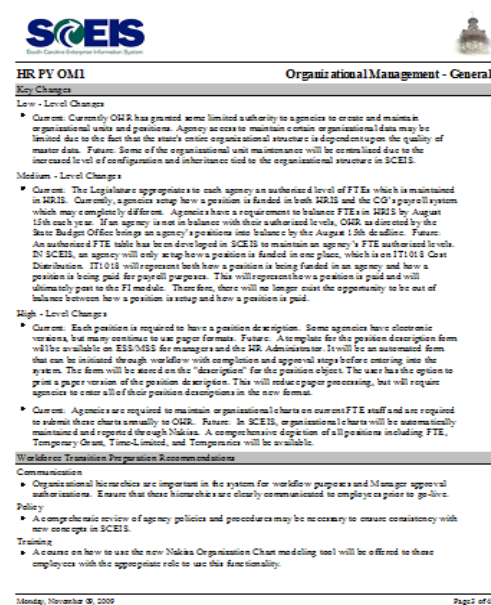 SCEIS
South Carolina Enterprise Information System
HR PY OM1 Organizational Management - General
Key Changes
Low - Level Changes
Current: Currently OHR has granted some limited authority to agencies to create and maintain
organizational units and positions. Agency access to maintain certain organizational data may be
limited due to the fact that the state's entire organizational structure is dependent upon the quality of
master data. Future: Some of the organizational unit maintenance will be centralized due to the
increased level of configuration and inheritance tied to the organizational structure in SCEIS.
Medium - Level Changes
Current: The Legislature appropriates to each agency an authorized level of FTEs which is maintained
in HRIS. Currently, agencies setup how a position is funded in both HRIS and the CG's payroll system
which may completely different. Agencies have a requirement to balance FTEs in HRIS by August
15th each year. If an agency is not in balance with their authorized levels, OHR as directed by the
State Budget Office brings an agency's positions into balance by the August 15th deadline. Future:
An authorized FTE table has been developed in SCEIS to maintain an agency's FTE authorized levels.
IN SCEIS, an agency will only setup how a position is funded in one place, which is on IT1018 Cost
Distribution. IT1018 will represent both how a position is being funded in an agency and how a
position is being paid for payroll purposes. This will represent how a position is paid and will
ultimately post to the FI module. Therefore, there will no longer exist the opportunity to be out of
balance between how a position is setup and how a position is paid.
High - Level Changes
Current: Each position is required to have a position description. Some agencies have electronic
versions, but many continue to use paper formats. Future: A template for the position description form
will be available on ESS/MSS for managers and the HR Administrator. It will be an automated form
that can be initiated through workflow with completion and approval steps before entering into the
system. The form will be stored on the "description" for the position object. The user has the option to
print a paper version of the position description. This will reduce paper processing, but will require
agencies to enter all of their position descriptions in the new format.
Current: Agencies are required to maintain organizational charts on current FTE staff and are required
to submit these charts annually to OHR. Future: In SCEIS, organizational charts will be automatically
maintained and reported through Nakisa. A comprehensive depiction of all positions including FTE,
Temporary Grant, Time-Limited, and Temporaries will be available.
Workforce Transition Preparation Recommendations
Communication
Organizational hierarchies are important in the system for workflow purposes and Manager approval
authorizations. Ensure that these hierarchies are clearly communicated to employees prior to go-live.
Policy
A comprehensive review of agency policies and procedures may be necessary to ensure consistency with
new concepts in SCEIS.
Training
A course on how to use the new Nakisa Organization Chart modeling tool will be offered to those
employees with the appropriate role to use this functionality.
Monday, November 09, 2009 Page 3 of 6